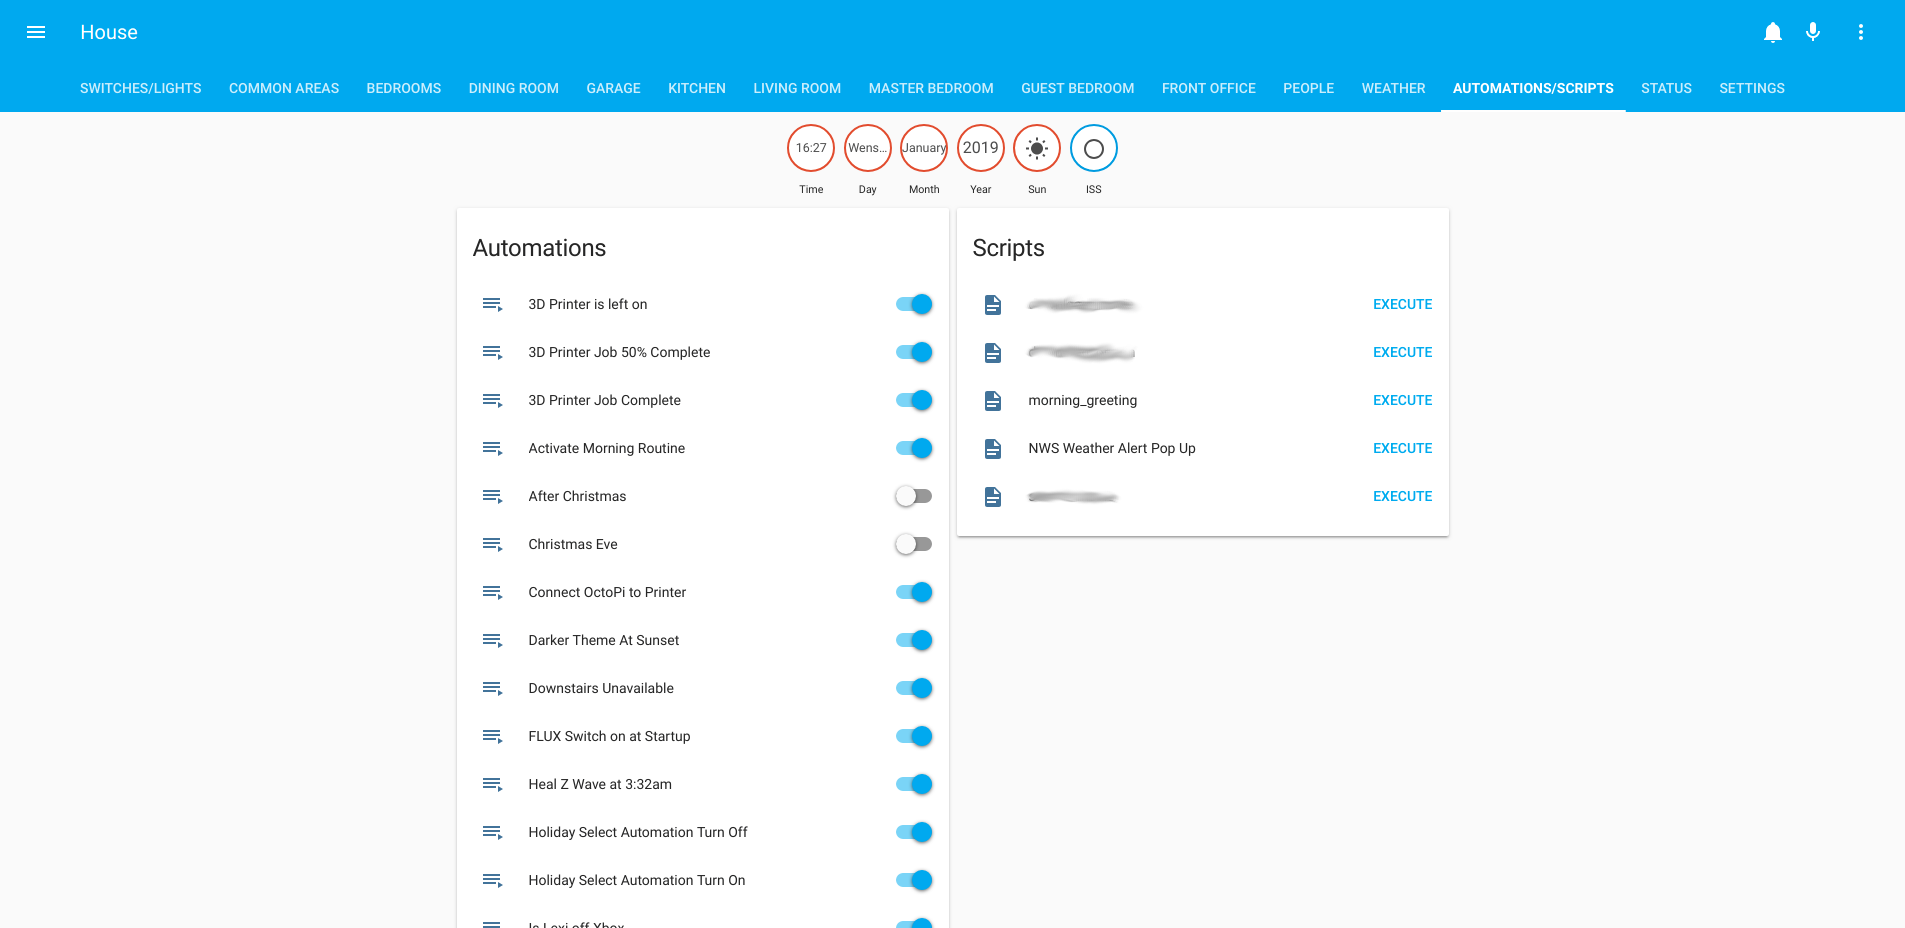 House
SWITCHES/LIGHTS COMMON AREAS BEDROOMS DINING ROOM GARAGE KITCHEN LIVING ROOM MASTER BEDROOM GUEST BEDROOM FRONT OFFICE PEOPLE WEATHER AUTOMATIONS/SCRIPTS STATUS SETTINGS
16:27 Wens... January 2019
Time Day Month Year Sun ISS
Automations
3D Printer is left on
3D Printer Job 50% Complete
3D Printer Job Complete
Activate Morning Routine
After Christmas
Christmas Eve
Connect OctoPi to Printer
Darker Theme At Sunset
Downstairs Unavailable
FLUX Switch on at Startup
Heal Z Wave at 3:32am
Holiday Select Automation Turn Off
Holiday Select Automation Turn On
Is Lexi off Xbox
Scripts
EXECUTE
EXECUTE
morning_greeting EXECUTE
NWS Weather Alert Pop Up EXECUTE
EXECUTE